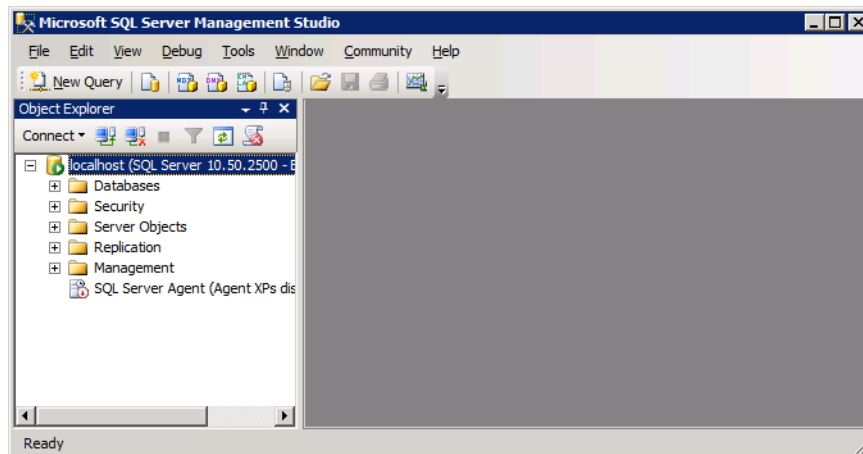 Microsoft SQL Server Management Studio
File Edit View Debug Tools Window Community Help
New Query
Object Explorer
Connect
localhost (SQL Server 10.50.2500 - E
Databases
Security
Server Objects
Replication
Management
SQL Server Agent (Agent XPs dis
Ready